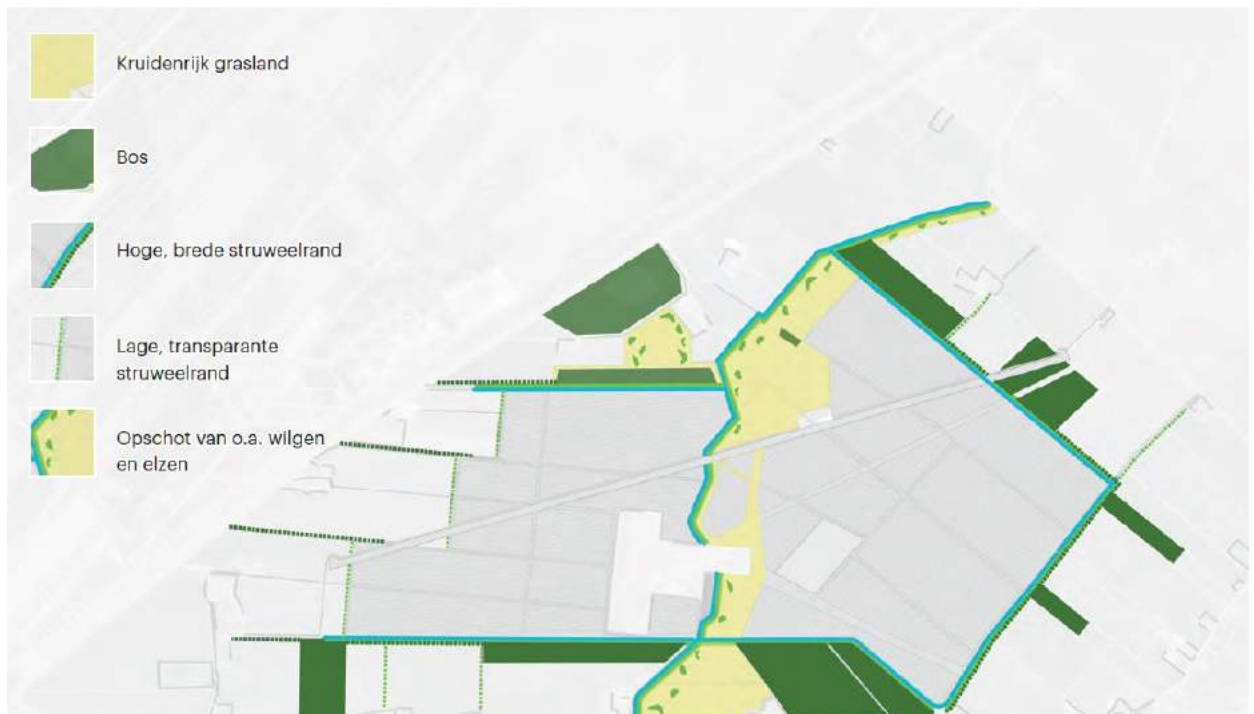 Kruidenrijk grasland
Bos
Hoge, brede struweelrand
Lage, transparante
struweelrand
Opschot van o.a. wilgen
en elzen